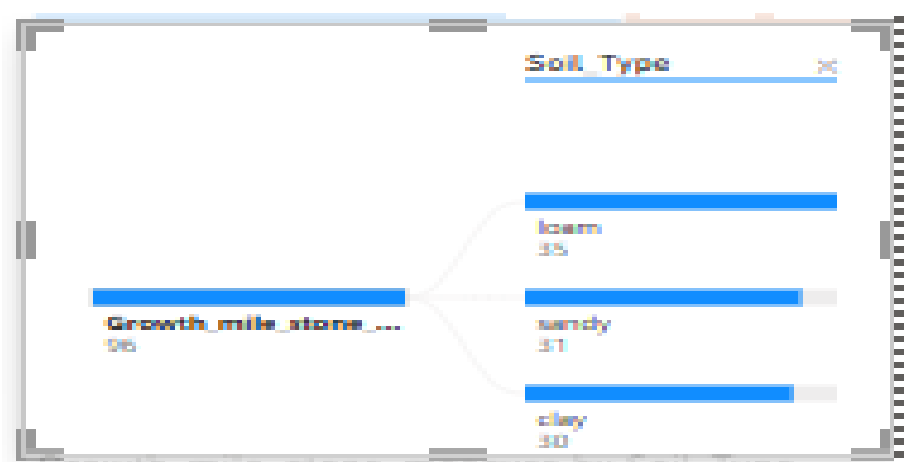 Soil_Type ×
loam
35
Growth_mile_stone_...
96
sandy
31
clay
30